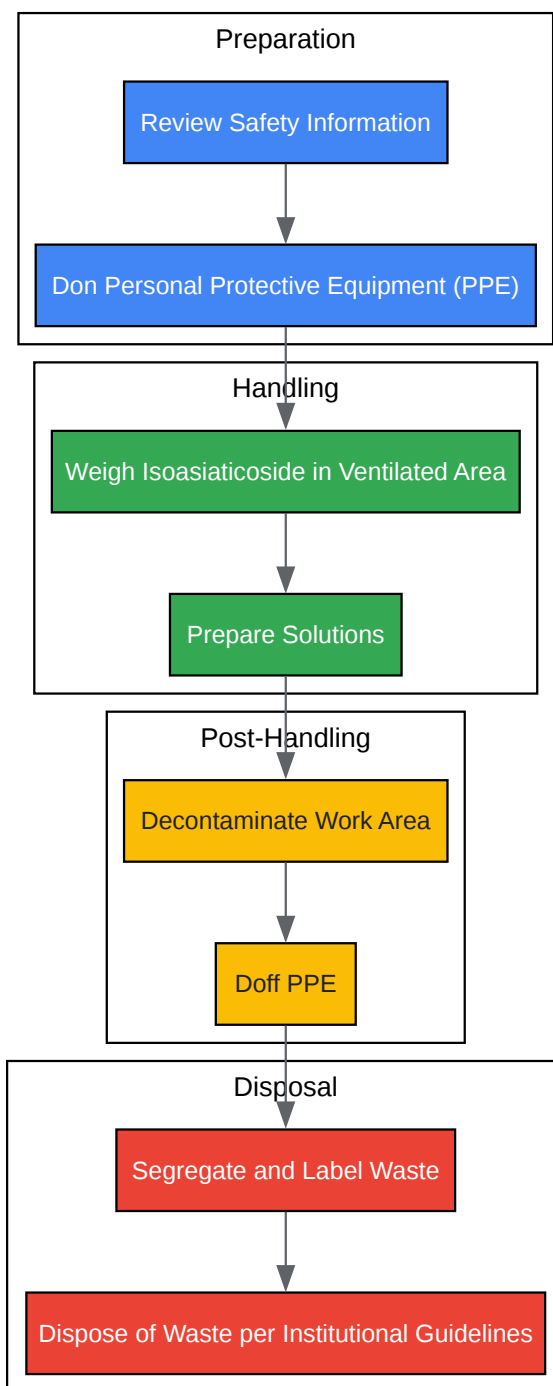 Preparation
Review Safety Information
Don Personal Protective Equipment (PPE)
Handling
Weigh Isoasiaticoside in Ventilated Area
Prepare Solutions
Post-Handling
Decontaminate Work Area
Doff PPE
Disposal
Segregate and Label Waste
Dispose of Waste per Institutional Guidelines